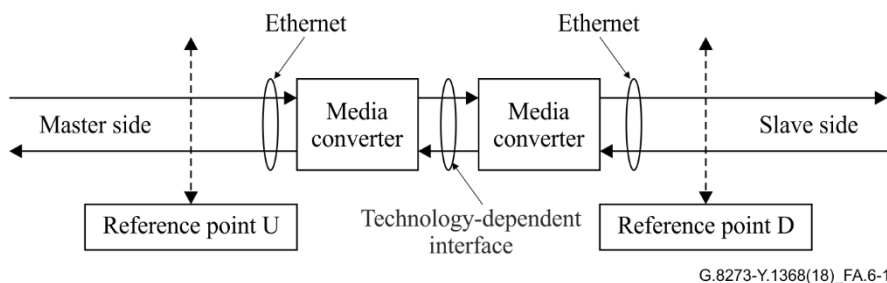 Ethernet
Ethernet
Master side
Media
converter
Media
converter
Slave side
Reference point U
Technology-dependent
interface
Reference point D
G.8273-Y.1368(18)_FA.6-1